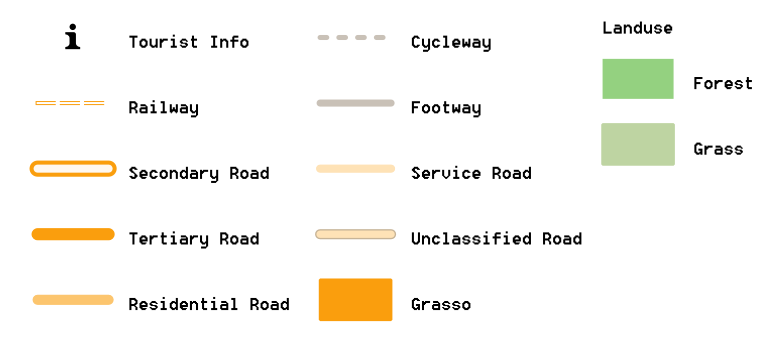 Tourist Info
Railway
Secondary Road
Tertiary Road
Residential Road
Cycleway
Footway
Service Road
Unclassified Road
Grasso
Landuse
Forest
Grass